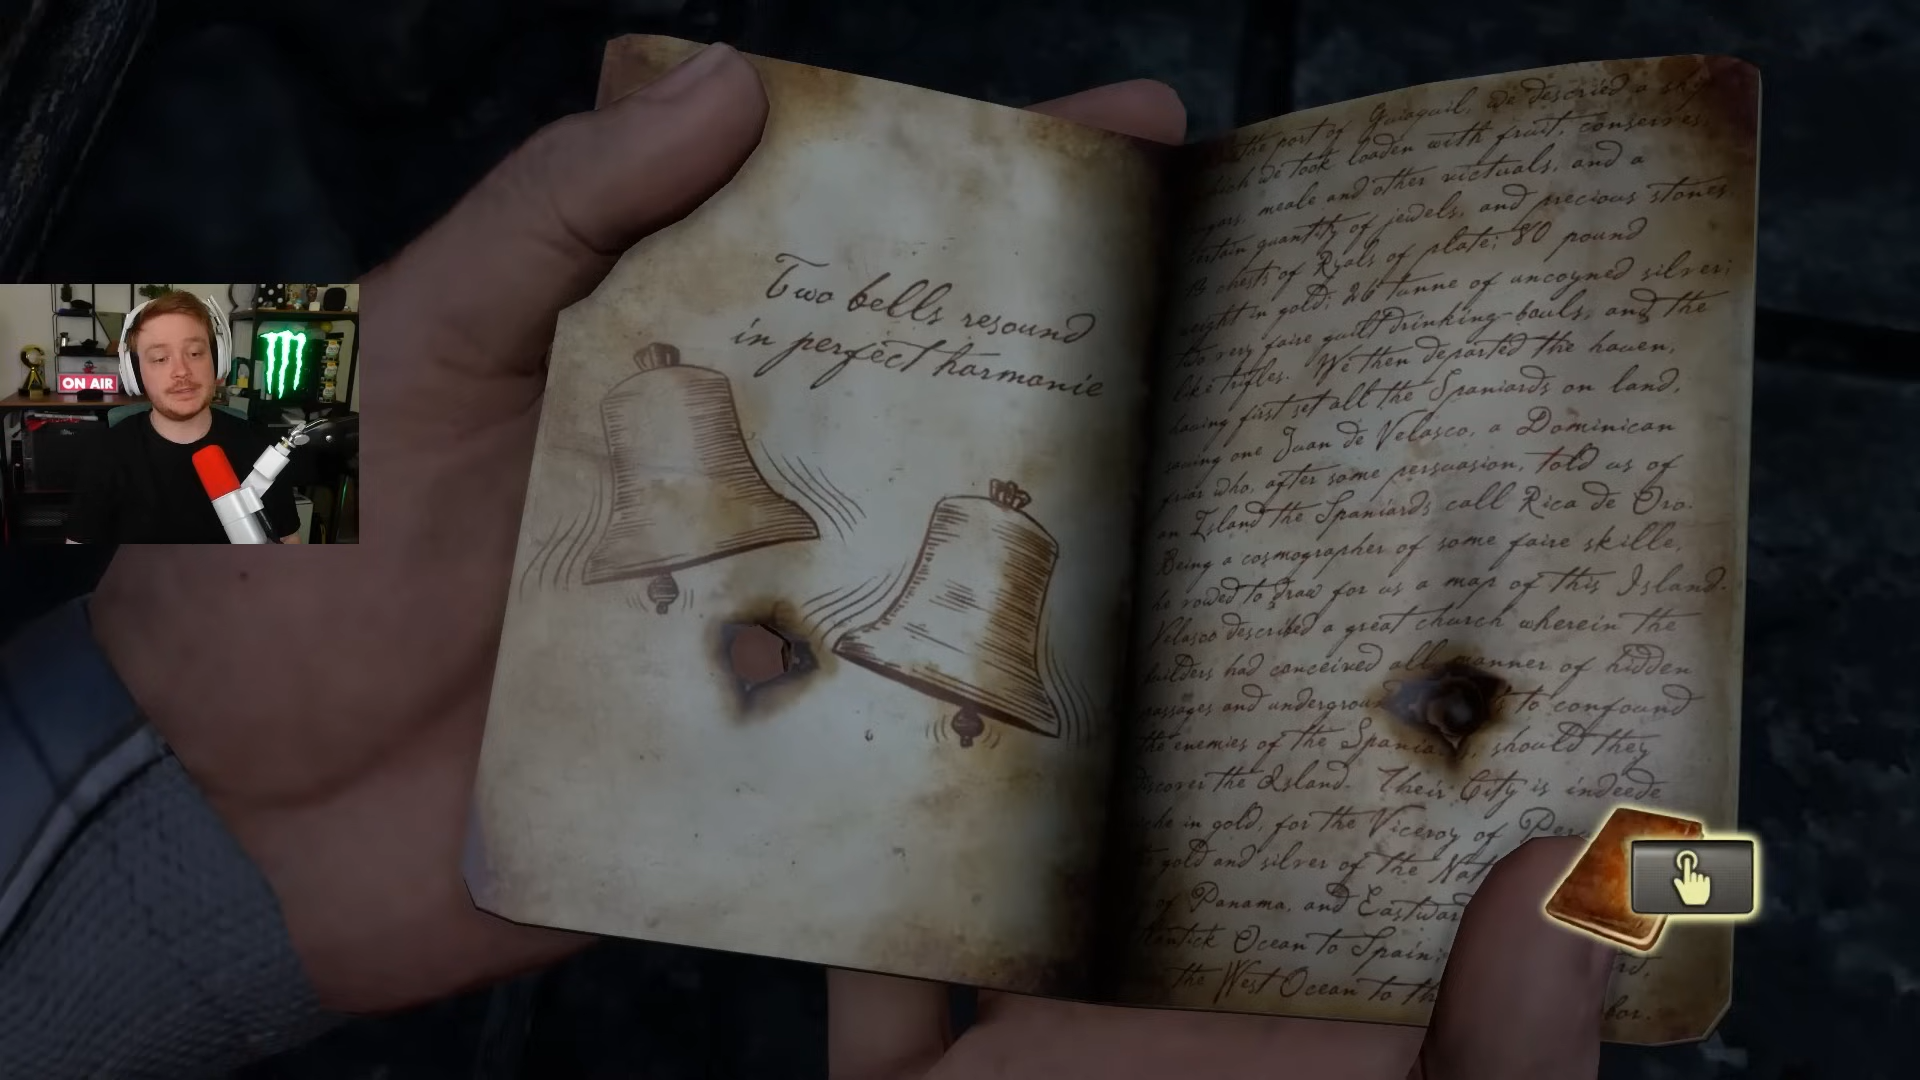 ON AIR
Two bells resound
in perfect harmonie
the port of Guiaquil, we descried a ship
which we took loaden with fruit, conserves,
meale and other victuals, and a
certain quantity of jewels, and precious stones
13 chests of Ryals of plate; 80 pound
weight in gold; 26 tunne of uncoyned silver;
two very faire guilt drinking-bouls, and the
like trifles. We then departed the haven,
having first set all the Spaniards on land,
saving one Juan de Velasco, a Dominican
friar who, after some persuasion, told us of
an Island the Spaniards call Rica de Oro.
Being a cosmographer of some faire skille,
he vowed to draw for us a map of this Island.
Velasco described a great church wherein the
builders had conceived all manner of hidden
passages and undergroun to confound
the enemies of the Spania should they
discover the Island. Their City is indeede
in gold, for the Viceroy of Peru
gold and silver of the Nat
of Panama, and Eastward
Ocean to Spain;
the West Ocean to th